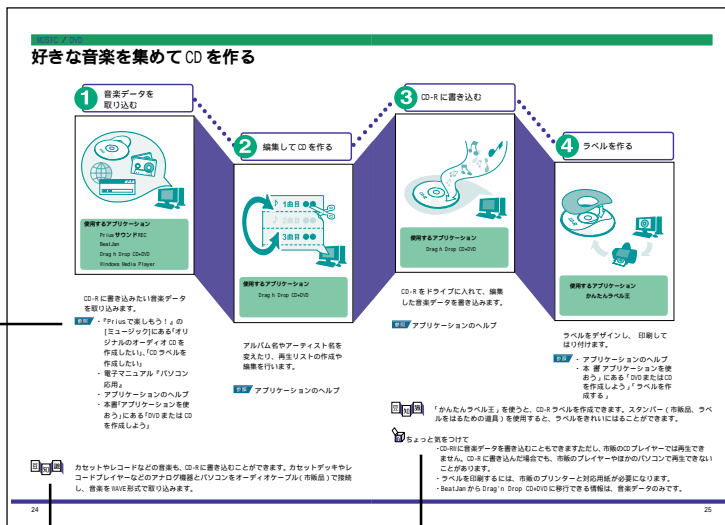 MUSIC / DVD
好きな音楽を集めてCDを作る
1 音楽データを
取り込む
使用するアプリケーション
PriusサウンドREC
BeatJam
Drag'n Drop CD+DVD
Windows Media Player
CD-Rに書き込みたい音楽データ
を取り込みます。
参照 ・『Priusで楽しもう!』の
[ミュージック]にある「オリ
ジナルのオーディオCDを
作成したい」、「CDラベルを
作成したい」
・電子マニュアル『パソコン
応用』
・アプリケーションのヘルプ
・本書「アプリケーションを使
おう」にある「DVDまたはCD
を作成しよう」
2 編集してCDを作る
1曲目
2曲目
3曲目
使用するアプリケーション
Drag'n Drop CD+DVD
アルバム名やアーティスト名を
変えたり、再生リストの作成や
編集を行います。
参照 アプリケーションのヘルプ
3 CD-Rに書き込む
使用するアプリケーション
Drag'n Drop CD+DVD
CD-Rをドライブに入れて、編集
した音楽データを書き込みます。
参照 アプリケーションのヘルプ
4 ラベルを作る
使用するアプリケーション
かんたんラベル王
ラベルをデザインし、印刷して
はり付けます。
参照 ・アプリケーションのヘルプ
・本書「アプリケーションを使
おう」にある「DVDまたはCD
を作成しよう」「ラベルを作
成する」
豆知識 カセットやレコードなどの音楽も、CD-Rに書き込むことができます。カセットデッキやレ
コードプレイヤーなどのアナログ機器とパソコンをオーディオケーブル(市販品)で接続
し、音楽をWAVE形式で取り込みます。
豆知識 「かんたんラベル王」を使うと、CD-Rラベルを作成できます。スタンパー(市販品、ラベ
ルをはるための道具)を使用すると、ラベルをきれいにはることができます。
ちょっと気をつけて
・CD-RWに音楽データを書き込むこともできます。ただし、市販のCDプレイヤーでは再生でき
ません。CD-Rに書き込んだ場合でも、市販のプレイヤーやほかのパソコンで再生できない
ことがあります。
・ラベルを印刷するには、市販のプリンターと対応用紙が必要になります。
・BeatJamからDrag'n Drop CD+DVDに移行できる情報は、音楽データのみです。
24
25